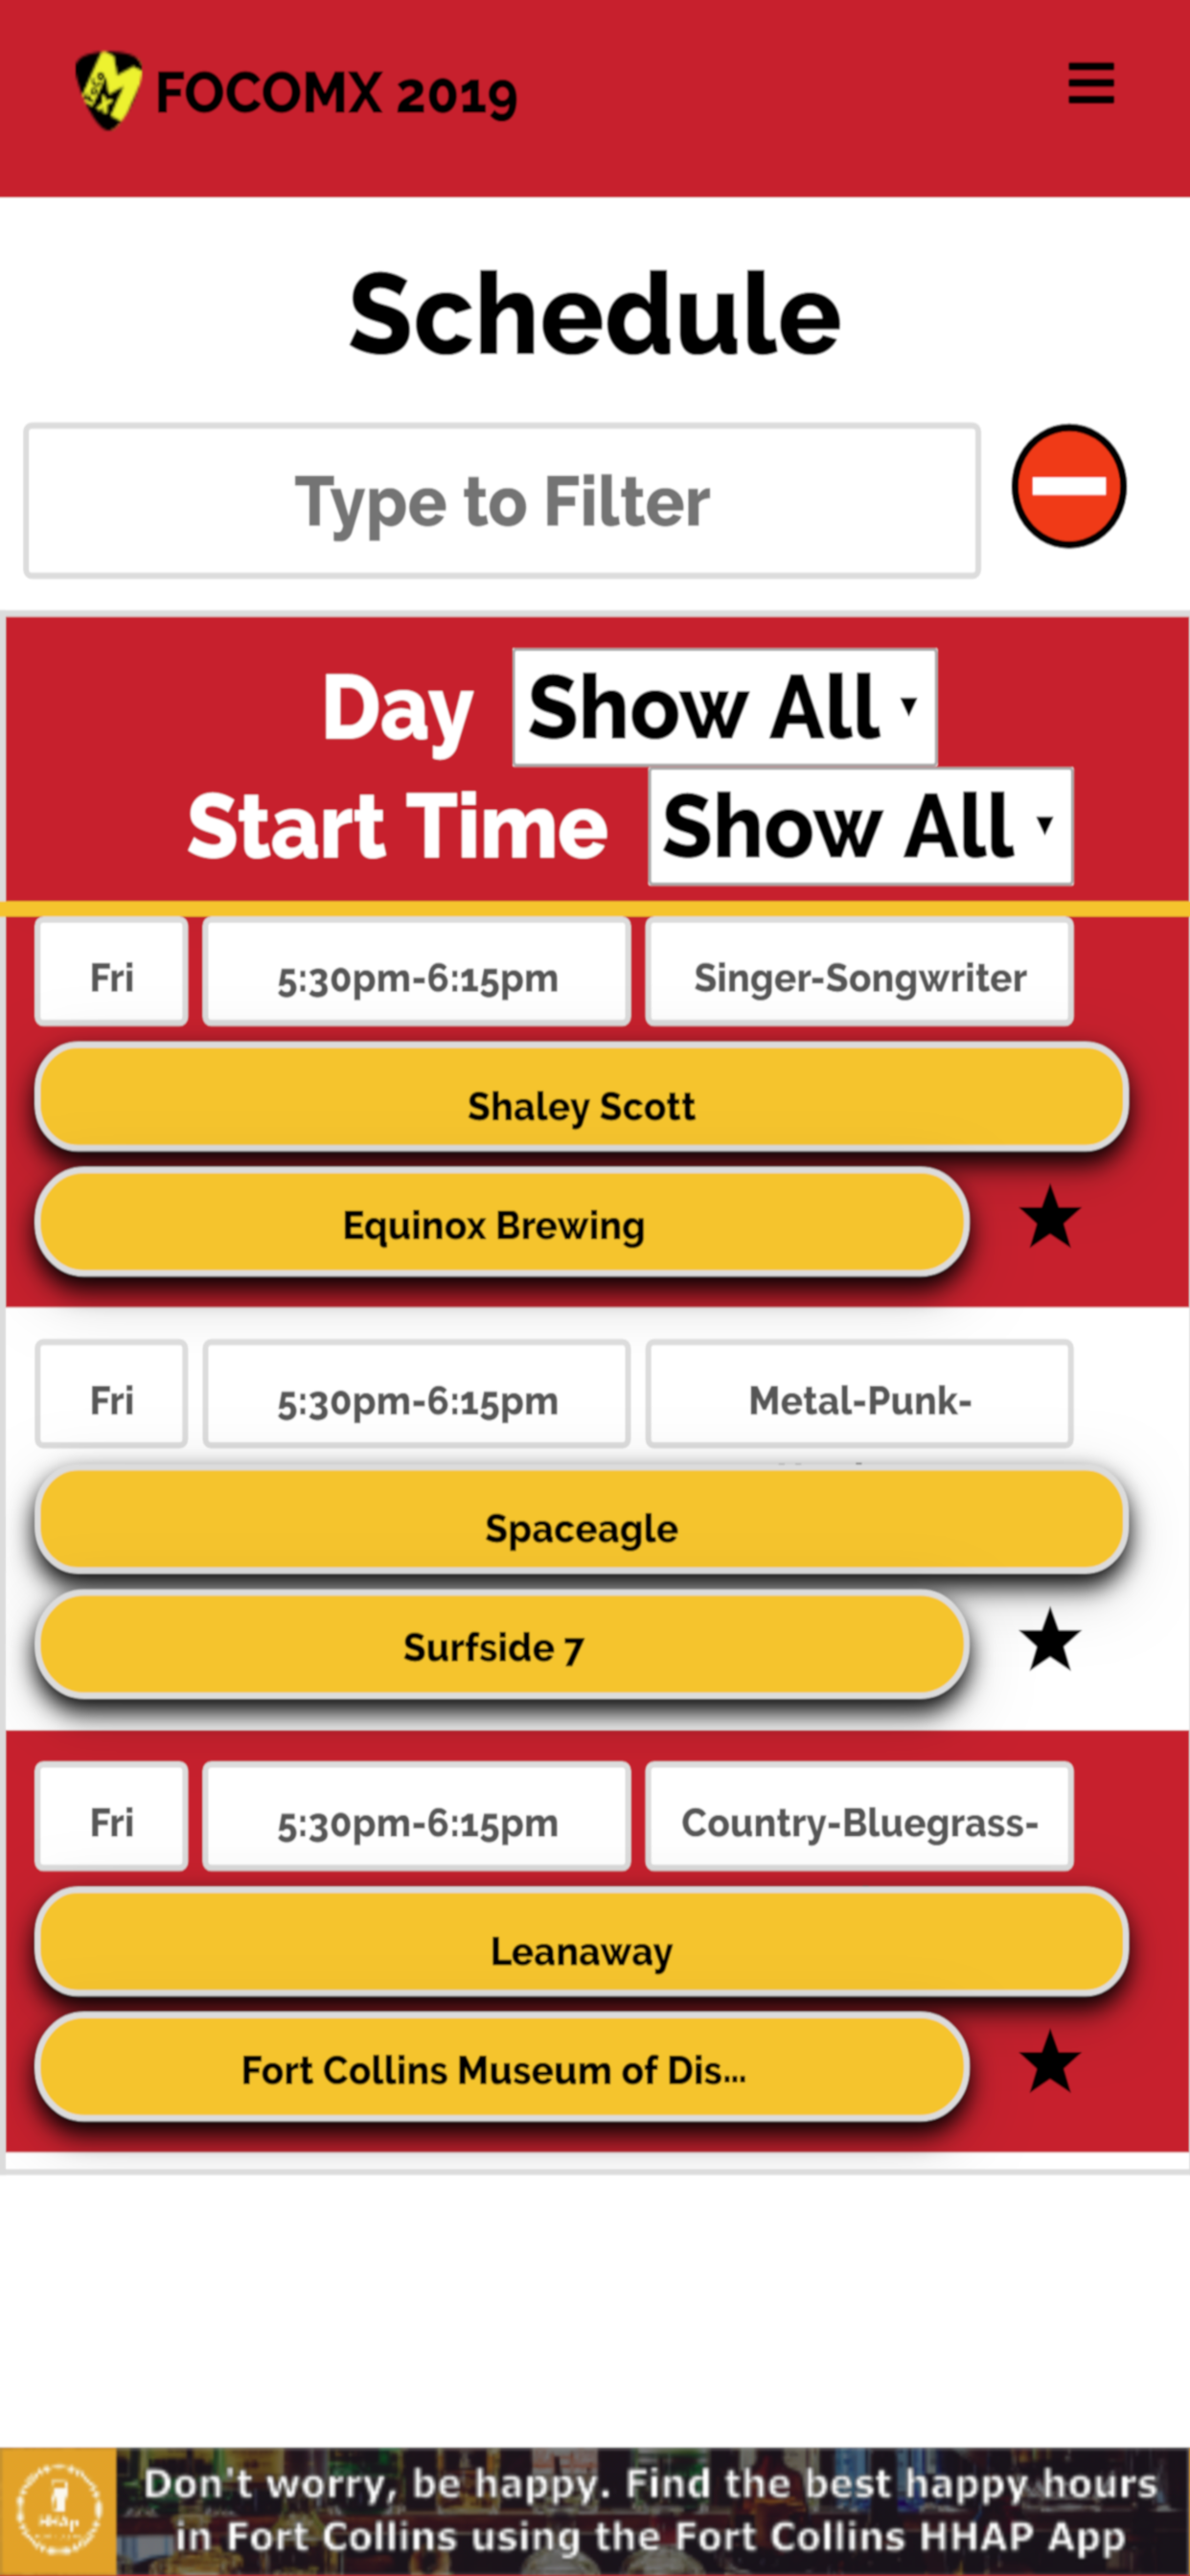 FOCOMX 2019
Schedule
Type to Filter
Day Show All
Start Time Show All
Fri 5:30pm-6:15pm Singer-Songwriter
Shaley Scott
Equinox Brewing
Fri 5:30pm-6:15pm Metal-Punk-
Spaceagle
Surfside 7
Fri 5:30pm-6:15pm Country-Bluegrass-
Leanaway
Fort Collins Museum of Dis...
Don't worry, be happy. Find the best happy hours
in Fort Collins using the Fort Collins HHAP App